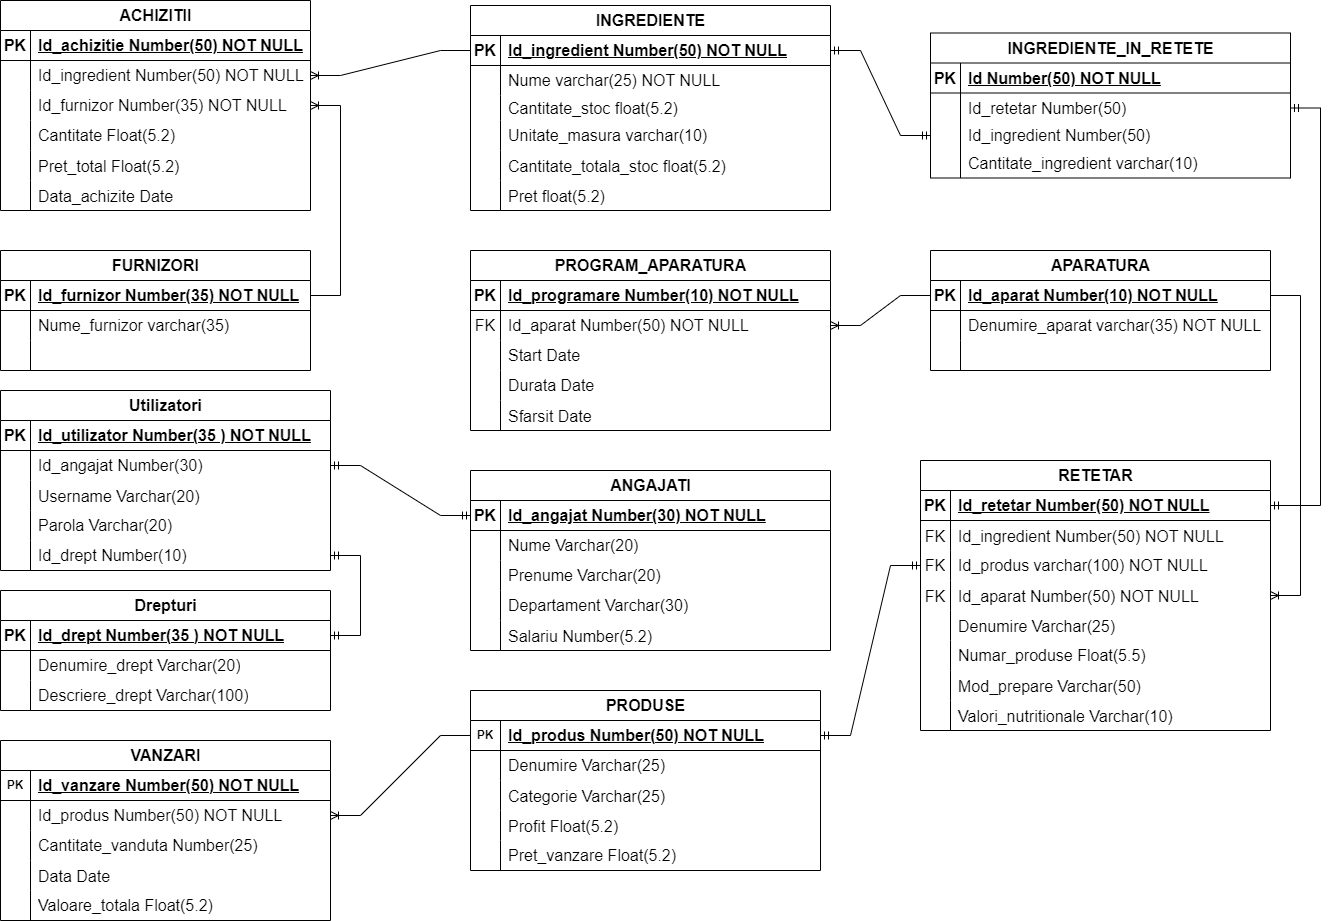 ACHIZITII
PK Id_achizitie Number(50) NOT NULL
Id_ingredient Number(50) NOT NULL
Id_furnizor Number(35) NOT NULL
Cantitate Float(5.2)
Pret_total Float(5.2)
Data_achizite Date
INGREDIENTE
PK Id_ingredient Number(50) NOT NULL
Nume varchar(25) NOT NULL
Cantitate_stoc float(5.2)
Unitate_masura varchar(10)
Cantitate_totala_stoc float(5.2)
Pret float(5.2)
INGREDIENTE_IN_RETETE
PK Id Number(50) NOT NULL
Id_retetar Number(50)
Id_ingredient Number(50)
Cantitate_ingredient varchar(10)
FURNIZORI
PK Id_furnizor Number(35) NOT NULL
Nume_furnizor varchar(35)
PROGRAM_APARATURA
PK Id_programare Number(10) NOT NULL
FK Id_aparat Number(50) NOT NULL
Start Date
Durata Date
Sfarsit Date
APARATURA
PK Id_aparat Number(10) NOT NULL
Denumire_aparat varchar(35) NOT NULL
Utilizatori
PK Id_utilizator Number(35 ) NOT NULL
Id_angajat Number(30)
Username Varchar(20)
Parola Varchar(20)
Id_drept Number(10)
ANGAJATI
PK Id_angajat Number(30) NOT NULL
Nume Varchar(20)
Prenume Varchar(20)
Departament Varchar(30)
Salariu Number(5.2)
RETETAR
PK Id_retetar Number(50) NOT NULL
FK Id_ingredient Number(50) NOT NULL
FK Id_produs varchar(100) NOT NULL
FK Id_aparat Number(50) NOT NULL
Denumire Varchar(25)
Numar_produse Float(5.5)
Mod_prepare Varchar(50)
Valori_nutritionale Varchar(10)
Drepturi
PK Id_drept Number(35 ) NOT NULL
Denumire_drept Varchar(20)
Descriere_drept Varchar(100)
PRODUSE
PK Id_produs Number(50) NOT NULL
Denumire Varchar(25)
Categorie Varchar(25)
Profit Float(5.2)
Pret_vanzare Float(5.2)
VANZARI
PK Id_vanzare Number(50) NOT NULL
Id_produs Number(50) NOT NULL
Cantitate_vanduta Number(25)
Data Date
Valoare_totala Float(5.2)